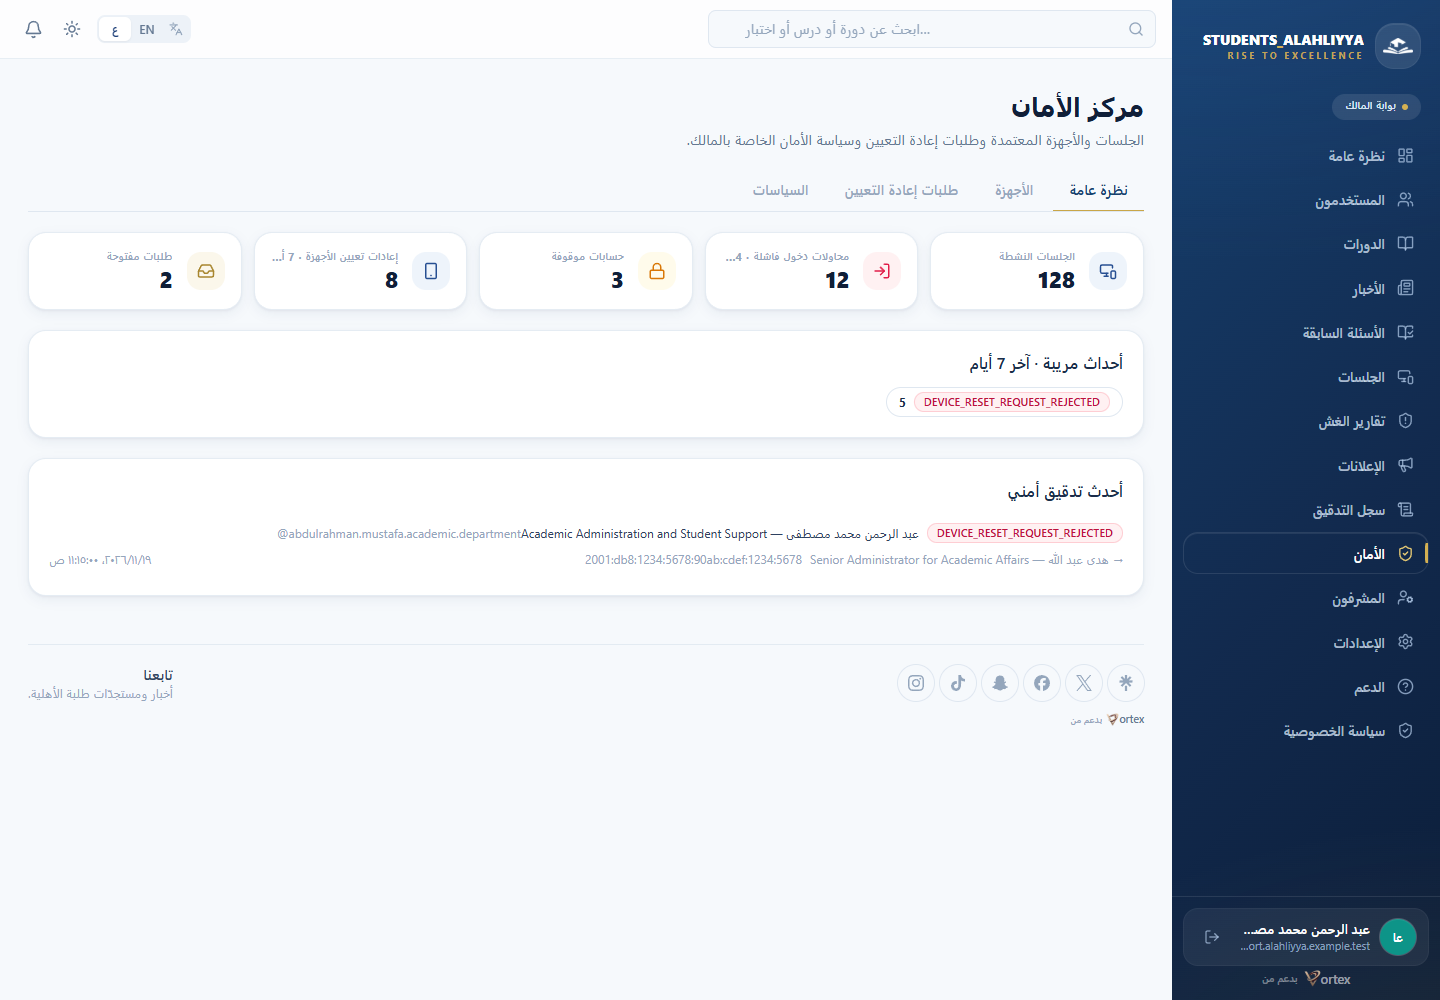 STUDENTS_ALAHLIYYA
RISE TO EXCELLENCE
بوابة المالك
نظرة عامة
المستخدمون
الدورات
الأخبار
الأسئلة السابقة
الجلسات
تقارير الغش
الإعلانات
سجل التدقيق
الأمان
المشرفون
الإعدادات
الدعم
سياسة الخصوصية
عبد الرحمن محمد مصـ...
...ort.alahliyya.example.test
بدعم من Vortex
ابحث عن دورة أو درس أو اختبار...
ع EN
مركز الأمان
الجلسات والأجهزة المعتمدة وطلبات إعادة التعيين وسياسة الأمان الخاصة بالمالك.
نظرة عامة الأجهزة طلبات إعادة التعيين السياسات
الجلسات النشطة
128
محاولات دخول فاشلة · 4...
12
حسابات موقوفة
3
إعادات تعيين الأجهزة · 7 أ...
8
طلبات مفتوحة
2
أحداث مريبة · آخر 7 أيام
DEVICE_RESET_REQUEST_REJECTED 5
أحدث تدقيق أمني
DEVICE_RESET_REQUEST_REJECTED عبد الرحمن محمد مصطفى — Academic Administration and Student Support @abdulrahman.mustafa.academic.department
→ هدى عبد الله — Senior Administrator for Academic Affairs 2001:db8:1234:5678:90ab:cdef:1234:5678
١٩‏/١١‏/٢٠٢٦، ١١:١٥:٠٠ ص
تابعنا
أخبار ومستجدّات طلبة الأهلية.
بدعم من Vortex